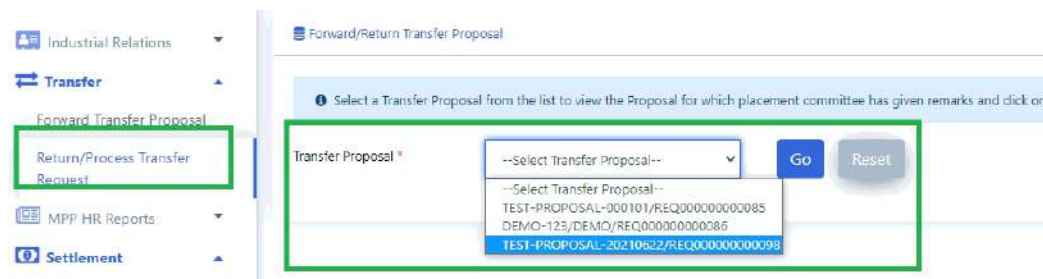 Industrial Relations
Transfer
Forward Transfer Proposal
Return/Process Transfer
Request
MPP HR Reports
Settlement
Forward/Return Transfer Proposal
Select a Transfer Proposal from the list to view the Proposal for which placement committee has given remarks and click on
Transfer Proposal *
--Select Transfer Proposal--
Go
Reset
--Select Transfer Proposal--
TEST-PROPOSAL-000101/REQ000000000085
DEMO-123/DEMO/REQ000000000086
TEST-PROPOSAL-20210622/REQ000000000098